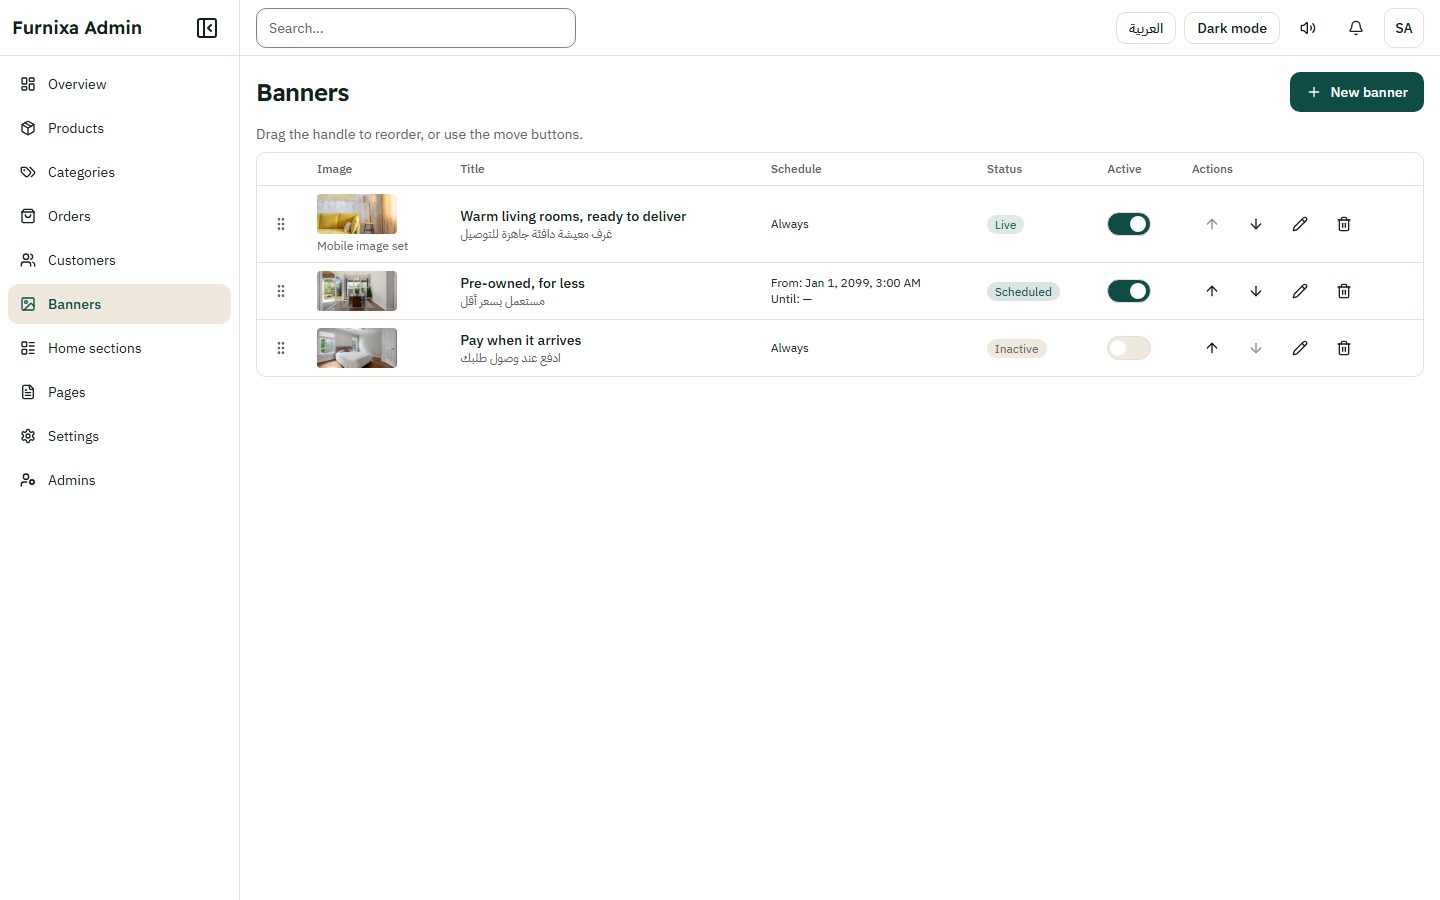 Furnixa Admin
Search...
العربية
Dark mode
SA
Overview
Products
Categories
Orders
Customers
Banners
Home sections
Pages
Settings
Admins
Banners
New banner
Drag the handle to reorder, or use the move buttons.
Image Title Schedule Status Active Actions
Mobile image set
Warm living rooms, ready to deliver
غرف معيشة دافئة جاهزة للتوصيل
Always
Live
Pre-owned, for less
مستعمل بسعر أقل
From: Jan 1, 2099, 3:00 AM
Until: —
Scheduled
Pay when it arrives
ادفع عند وصول طلبك
Always
Inactive